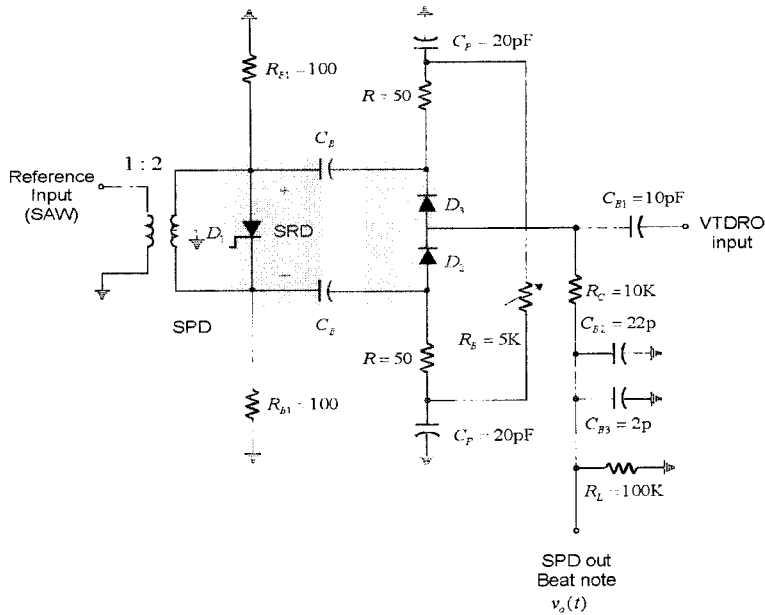 C_P = 20pF
R_B1 = 100
R = 50
C_B
1 : 2
Reference
Input
(SAW)
+
D_3
C_B1 = 10pF
VTDRO
input
D_1
SRD
D_2
−
R_C = 10K
C_B2 = 22p
SPD
C_B
R_B = 5K
R = 50
R_B1 = 100
C_P = 20pF
C_B3 = 2p
R_L = 100K
SPD out
Beat note
v_o(t)